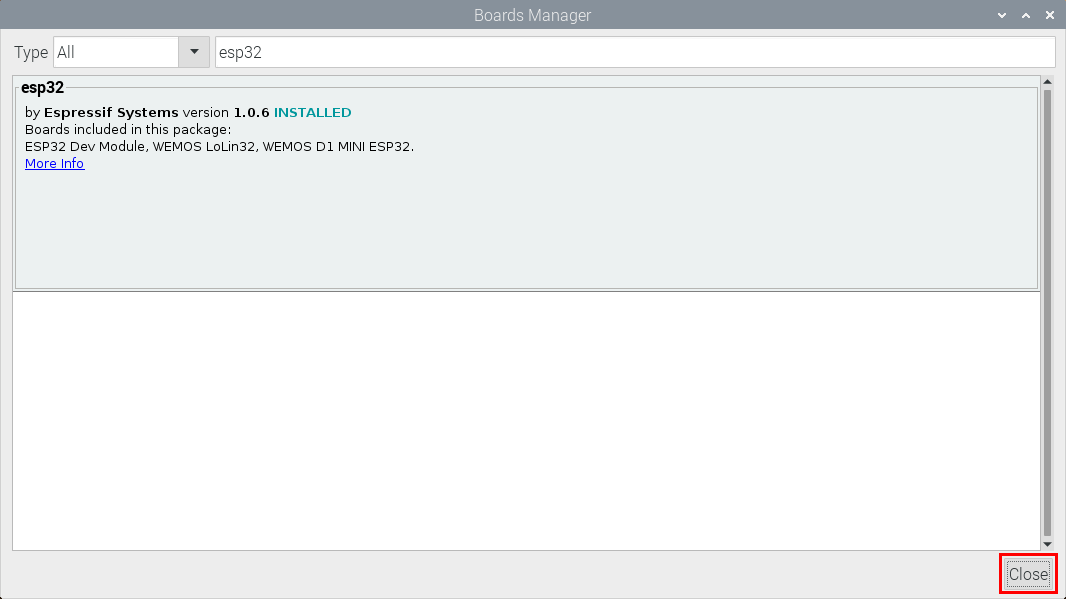 Boards Manager
Type All esp32
esp32
by Espressif Systems version 1.0.6 INSTALLED
Boards included in this package:
ESP32 Dev Module, WEMOS LoLin32, WEMOS D1 MINI ESP32.
More Info
Close